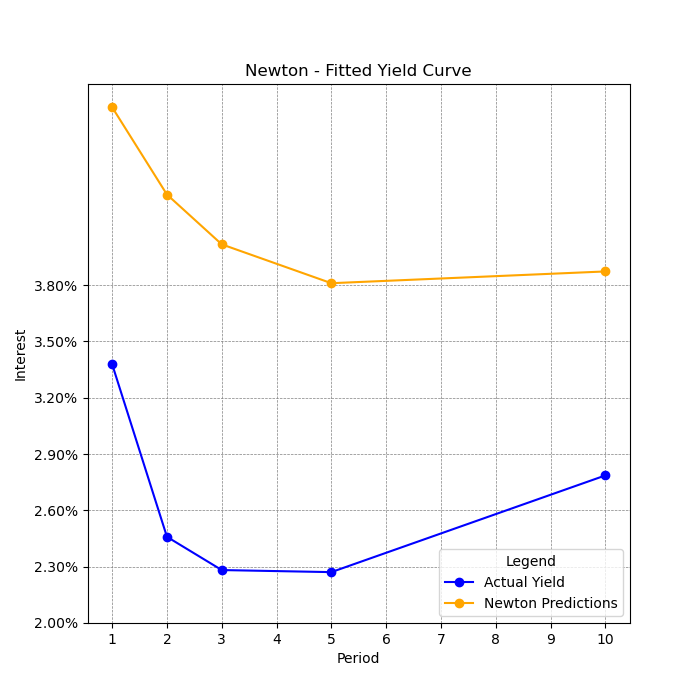 Newton - Fitted Yield Curve
3.80%
3.50%
3.20%
2.90%
2.60%
2.30%
2.00%
Interest
1 2 3 4 5 6 7 8 9 10
Period
Legend
Actual Yield
Newton Predictions